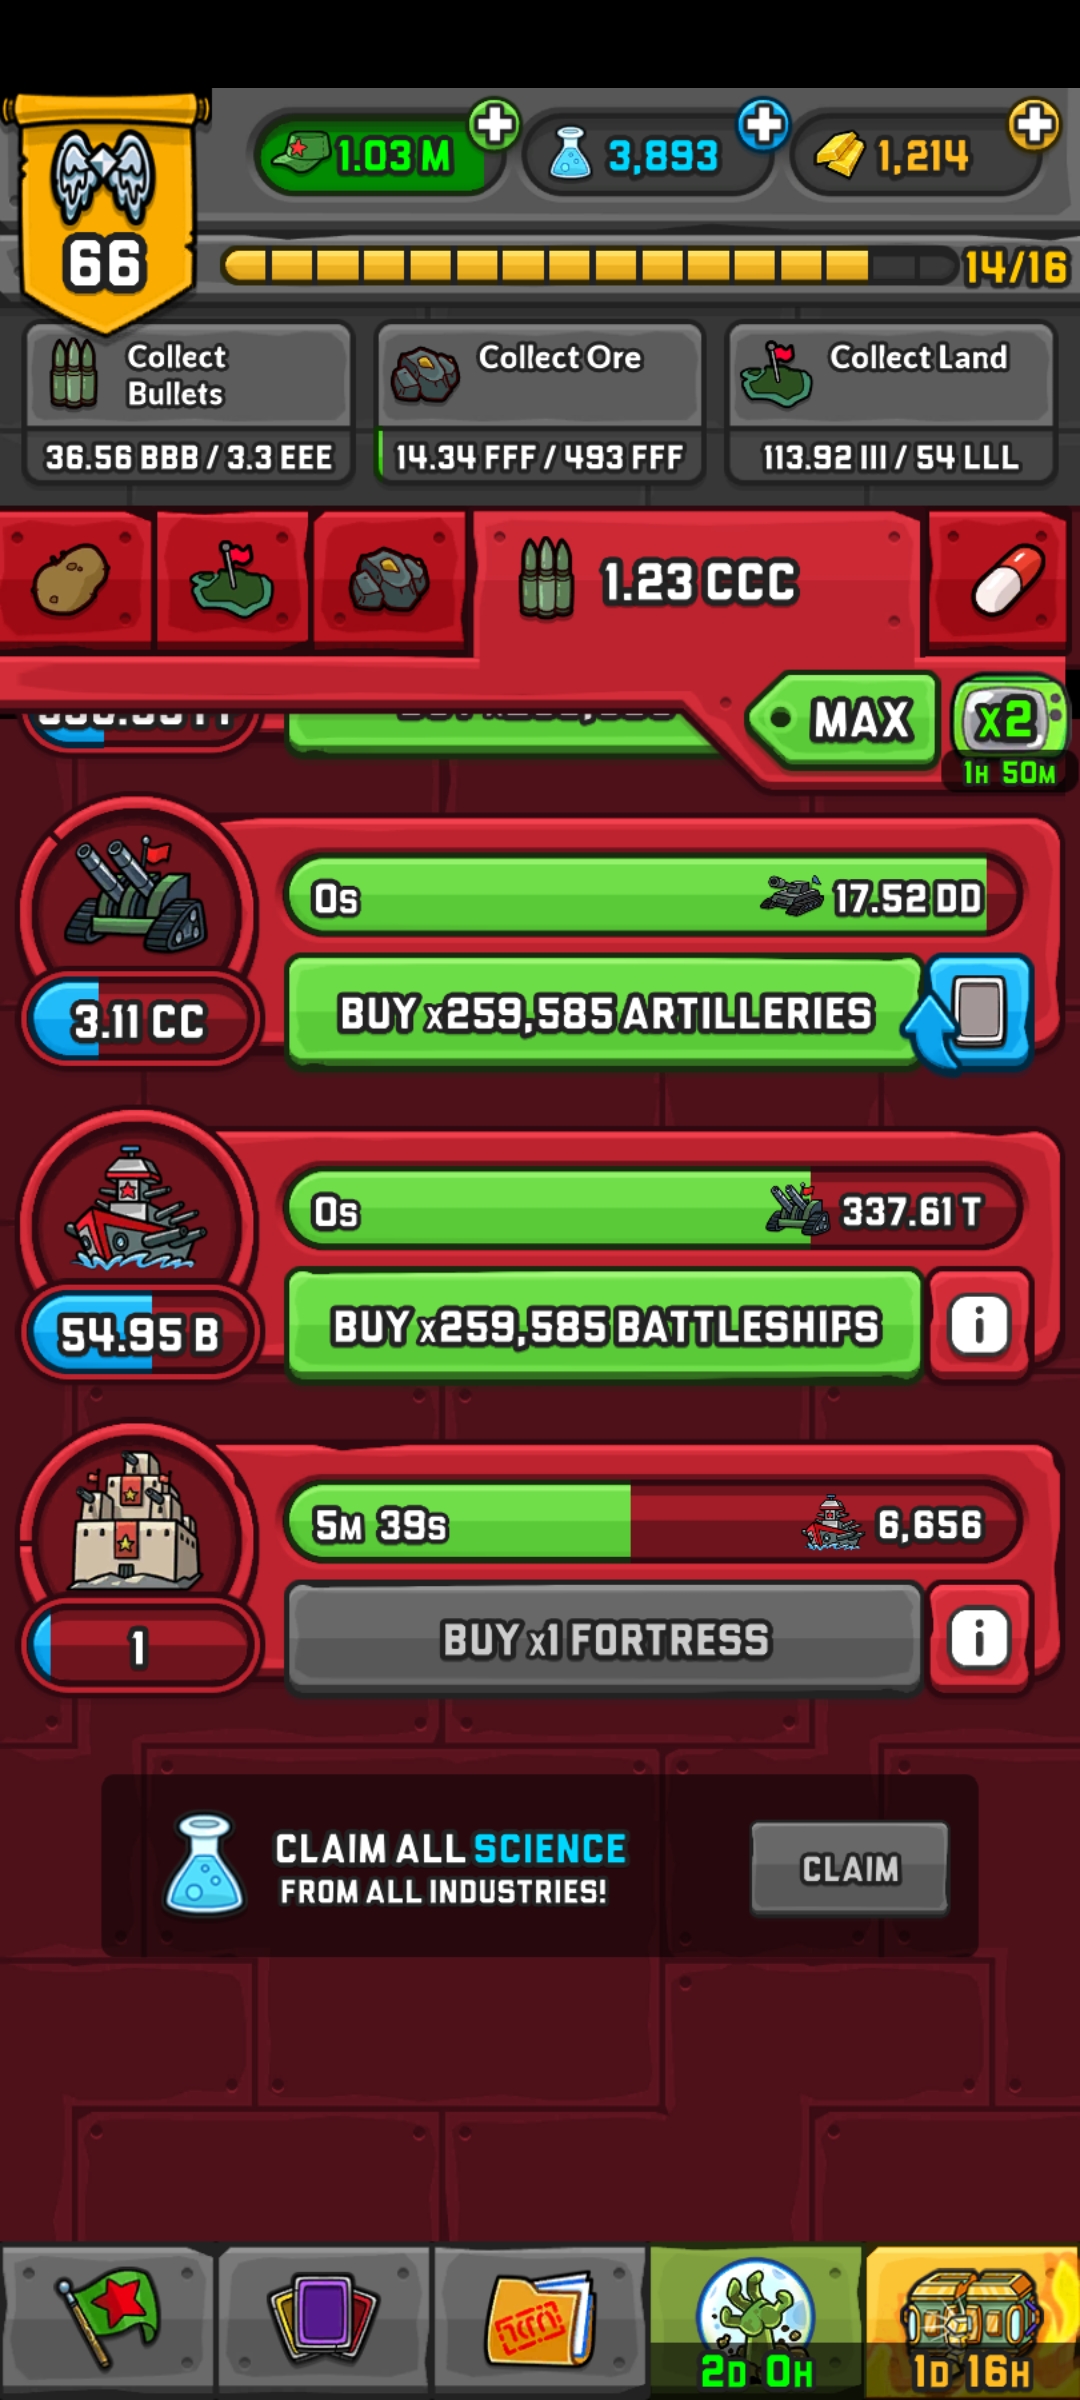 1.03 M
3,893
1,214
66
14/16
Collect
Bullets
Collect Ore
Collect Land
36.56 BBB / 3.3 EEE
14.34 FFF / 493 FFF
113.92 III / 54 LLL
1.23 CCC
MAX
x2
1H 50M
0s
17.52 DD
3.11 CC
BUY x259,585 ARTILLERIES
0s
337.61 T
54.95 B
BUY x259,585 BATTLESHIPS
i
5M 39s
6,656
1
BUY x1 FORTRESS
i
CLAIM ALL SCIENCE
FROM ALL INDUSTRIES!
CLAIM
2D 0H
1D 16H